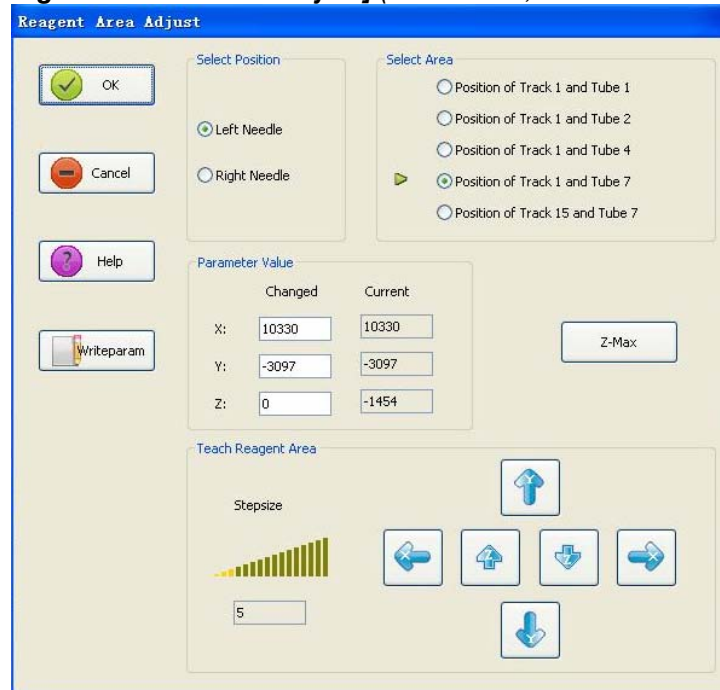 Reagent Area Adjust
OK
Cancel
Help
Writeparam
Select Position
Left Needle
Right Needle
Select Area
Position of Track 1 and Tube 1
Position of Track 1 and Tube 2
Position of Track 1 and Tube 4
Position of Track 1 and Tube 7
Position of Track 15 and Tube 7
Parameter Value
Changed Current
X: 10330 10330
Y: -3097 -3097
Z: 0 -1454
Z-Max
Teach Reagent Area
Stepsize
5
Y
X Z Z X
Y